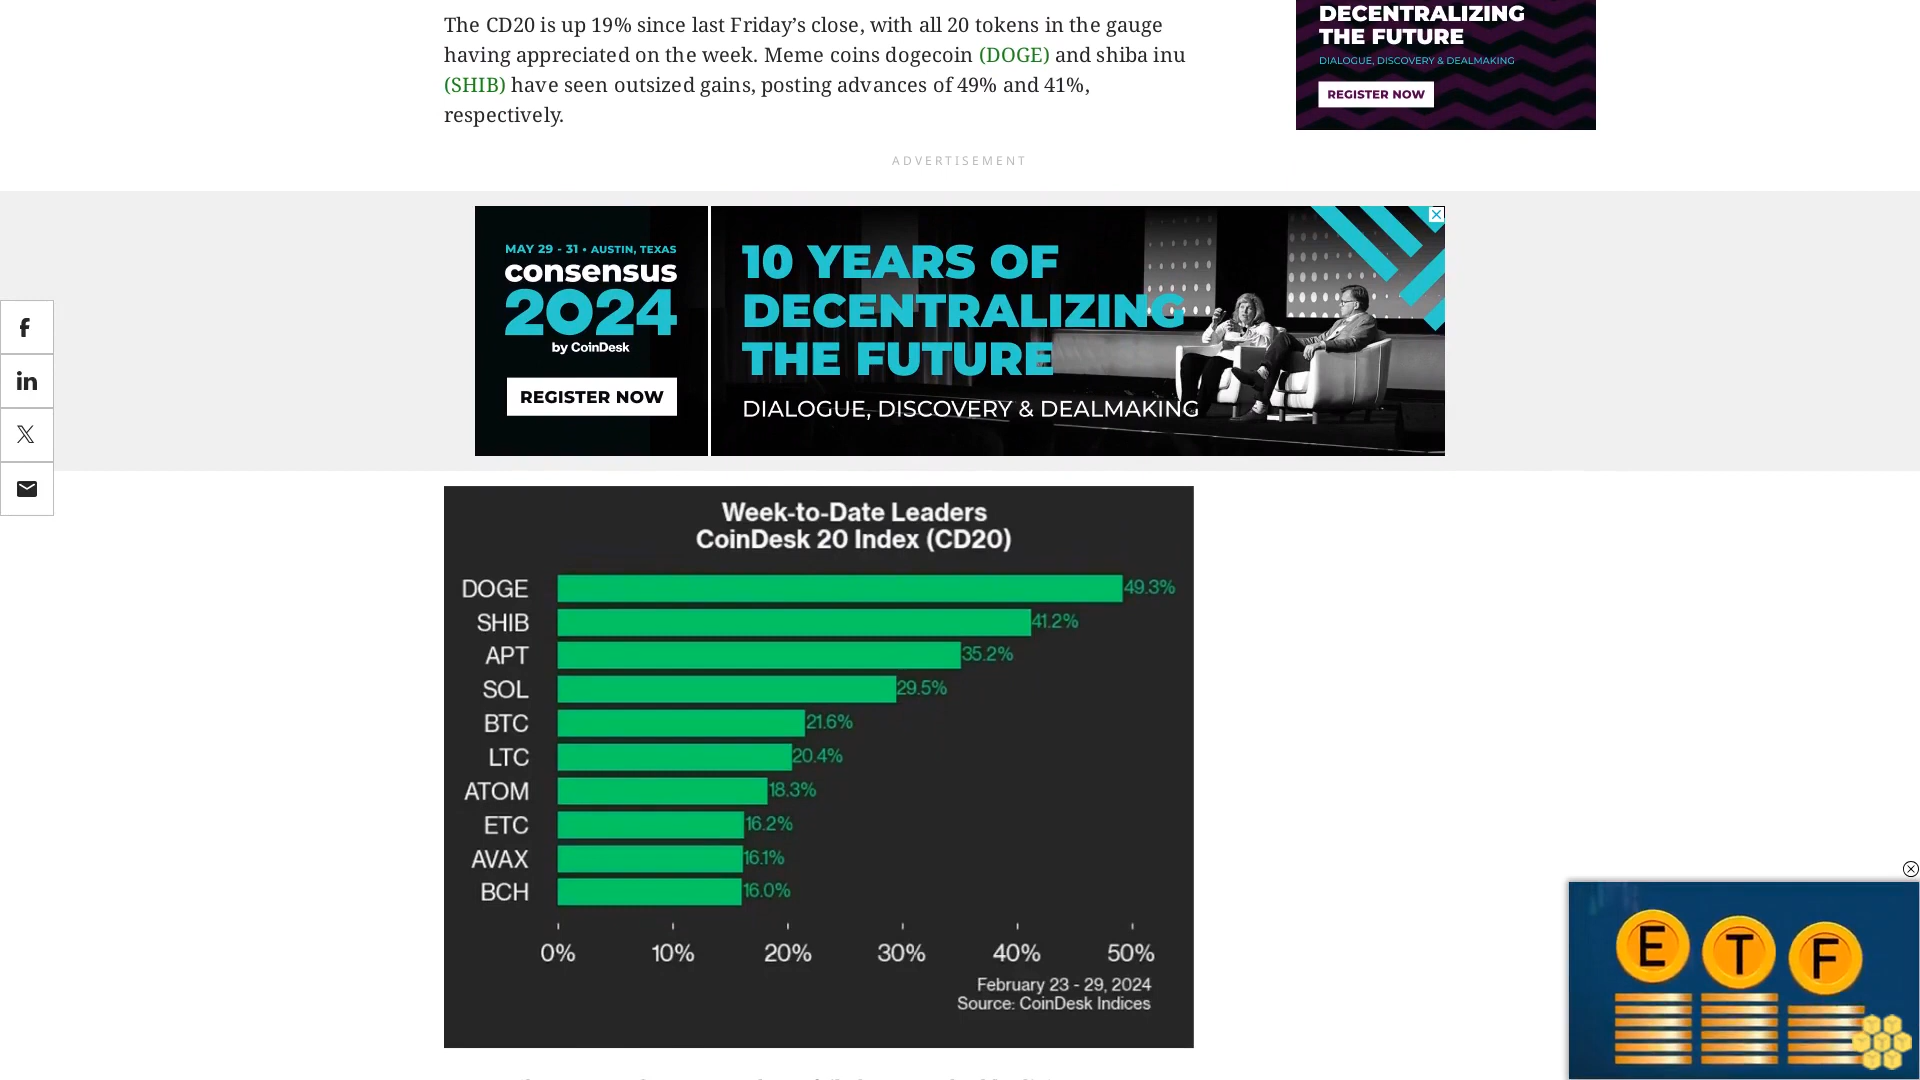 The CD20 is up 19% since last Friday’s close, with all 20 tokens in the gauge
having appreciated on the week. Meme coins dogecoin (DOGE) and shiba inu
(SHIB) have seen outsized gains, posting advances of 49% and 41%,
respectively.
DECENTRALIZING
THE FUTURE
DIALOGUE, DISCOVERY & DEALMAKING
REGISTER NOW
ADVERTISEMENT
MAY 29 - 31 • AUSTIN, TEXAS
consensus
2024
by CoinDesk
REGISTER NOW
10 YEARS OF
DECENTRALIZING
THE FUTURE
DIALOGUE, DISCOVERY & DEALMAKING
Week-to-Date Leaders
CoinDesk 20 Index (CD20)
DOGE 49.3%
SHIB 41.2%
APT 35.2%
SOL 29.5%
BTC 21.6%
LTC 20.4%
ATOM 18.3%
ETC 16.2%
AVAX 16.1%
BCH 16.0%
0% 10% 20% 30% 40% 50%
February 23 - 29, 2024
Source: CoinDesk Indices
E T F